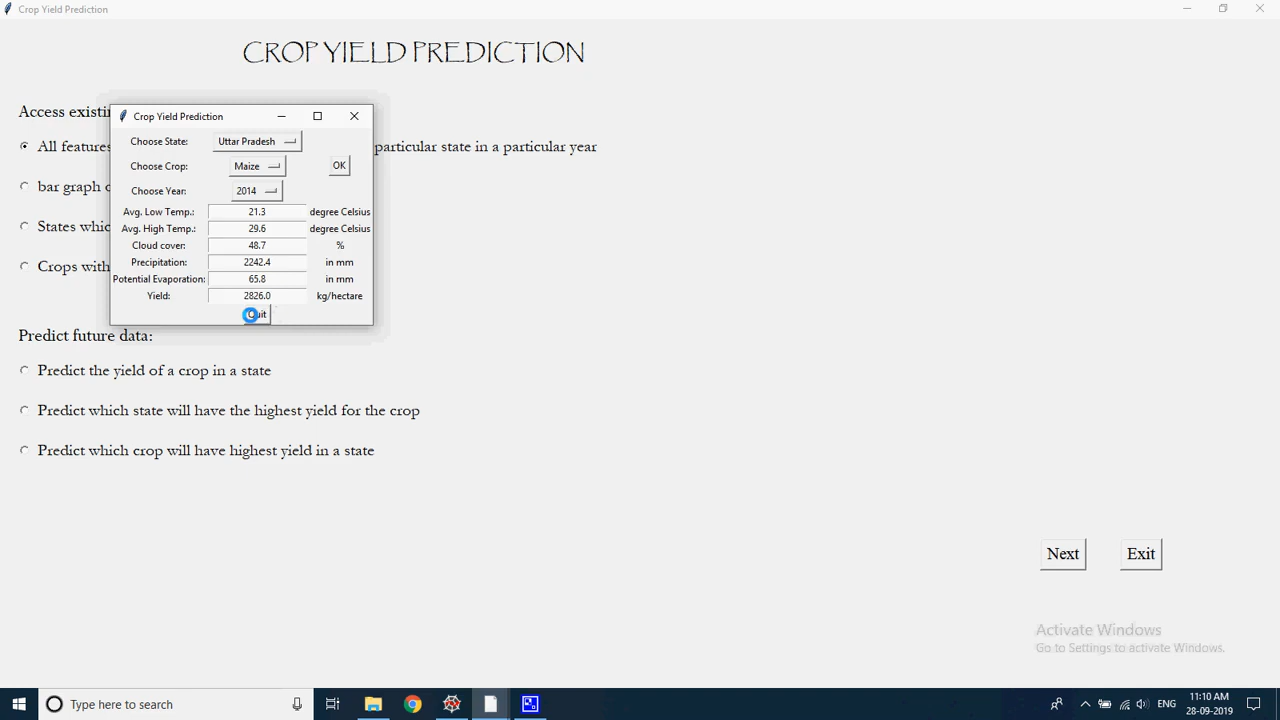 Crop Yield Prediction
CROP YIELD PREDICTION
Access existin
All features particular state in a particular year
bar graph o
States whic
Crops with
Crop Yield Prediction
Choose State: Uttar Pradesh
Choose Crop: Maize OK
Choose Year: 2014
Avg. Low Temp.: 21.3 degree Celsius
Avg. High Temp.: 29.6 degree Celsius
Cloud cover: 48.7 %
Precipitation: 2242.4 in mm
Potential Evaporation: 65.8 in mm
Yield: 2826.0 kg/hectare
Quit
Predict future data:
Predict the yield of a crop in a state
Predict which state will have the highest yield for the crop
Predict which crop will have highest yield in a state
Next Exit
Activate Windows
Go to Settings to activate Windows.
Type here to search
ENG
11:10 AM
28-09-2019